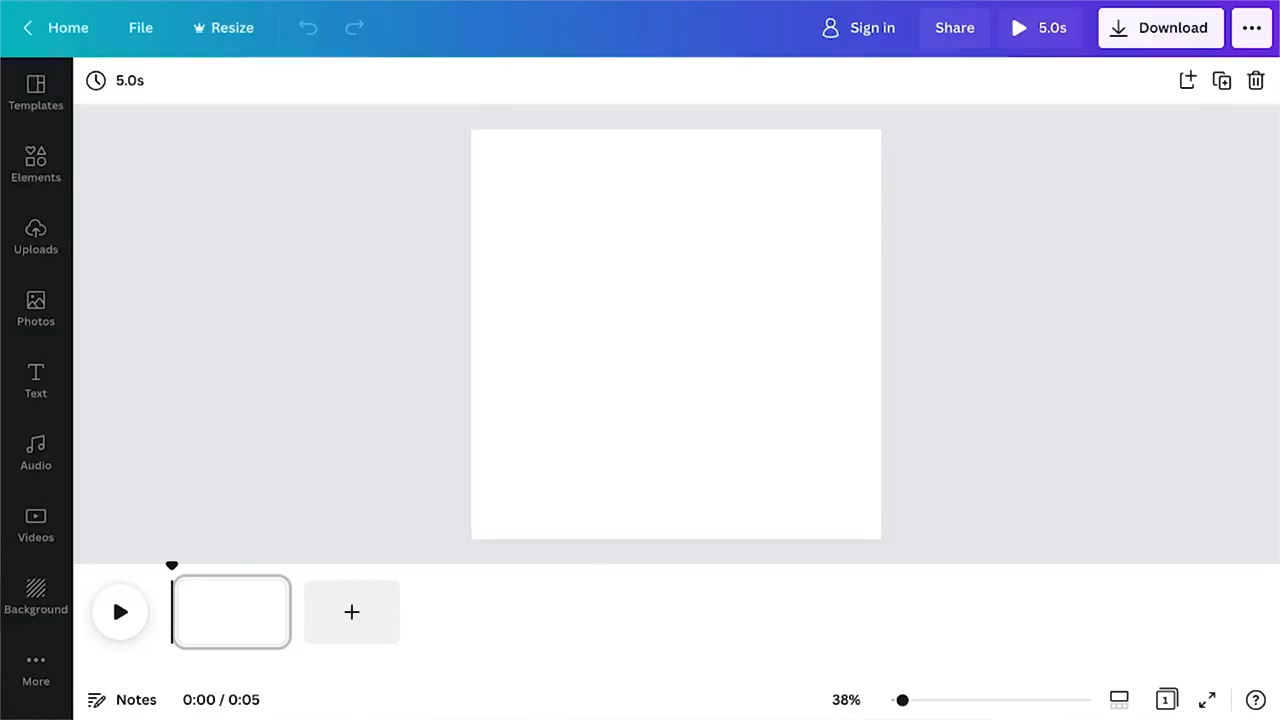 Home File Resize Sign in Share 5.0s Download
5.0s
Templates
Elements
Uploads
Photos
Text
Audio
Videos
Background
More
Notes 0:00 / 0:05 38% 1 ?